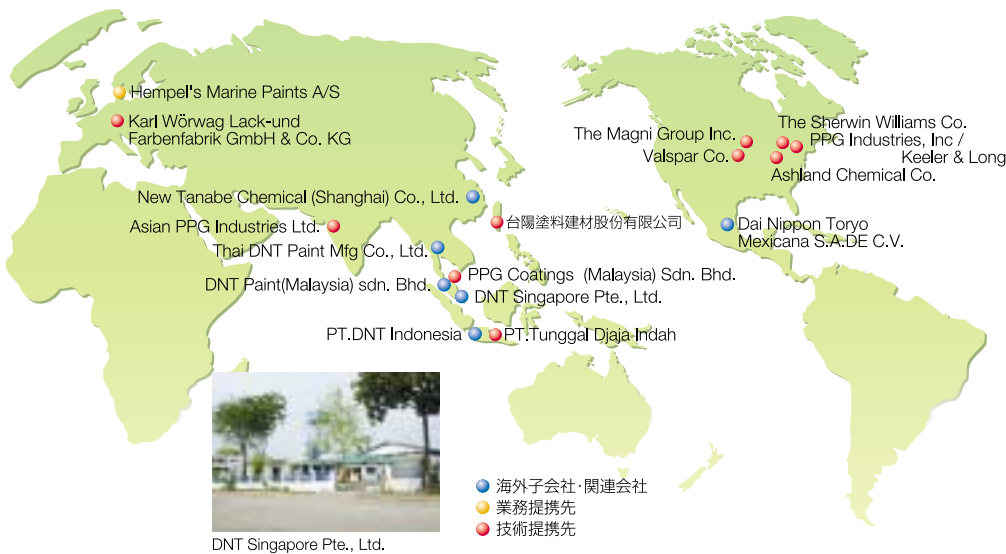 Hempel's Marine Paints A/S
Karl Wörwag Lack-und
Farbenfabrik GmbH & Co. KG
The Magni Group Inc.
Valspar Co.
The Sherwin Williams Co.
PPG Industries, Inc /
Keeler & Long
Ashland Chemical Co.
New Tanabe Chemical (Shanghai) Co., Ltd.
Asian PPG Industries Ltd.
台陽塗料建材股份有限公司
Dai Nippon Toryo
Mexicana S.A.DE C.V.
Thai DNT Paint Mfg Co., Ltd.
PPG Coatings (Malaysia) Sdn. Bhd.
DNT Paint(Malaysia) sdn. Bhd.
DNT Singapore Pte., Ltd.
PT.DNT Indonesia
PT.Tunggal Djaja Indah
海外子会社・関連会社
業務提携先
技術提携先
DNT Singapore Pte., Ltd.